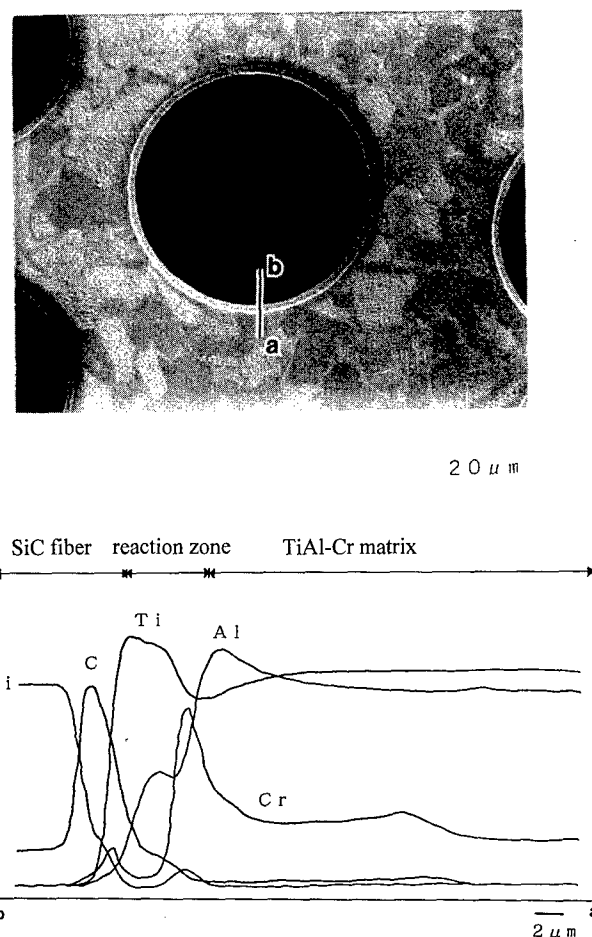 b
a
20 μm
SiC fiber reaction zone TiAl-Cr matrix
Ti
Al
C
i
Cr
a
2 μm